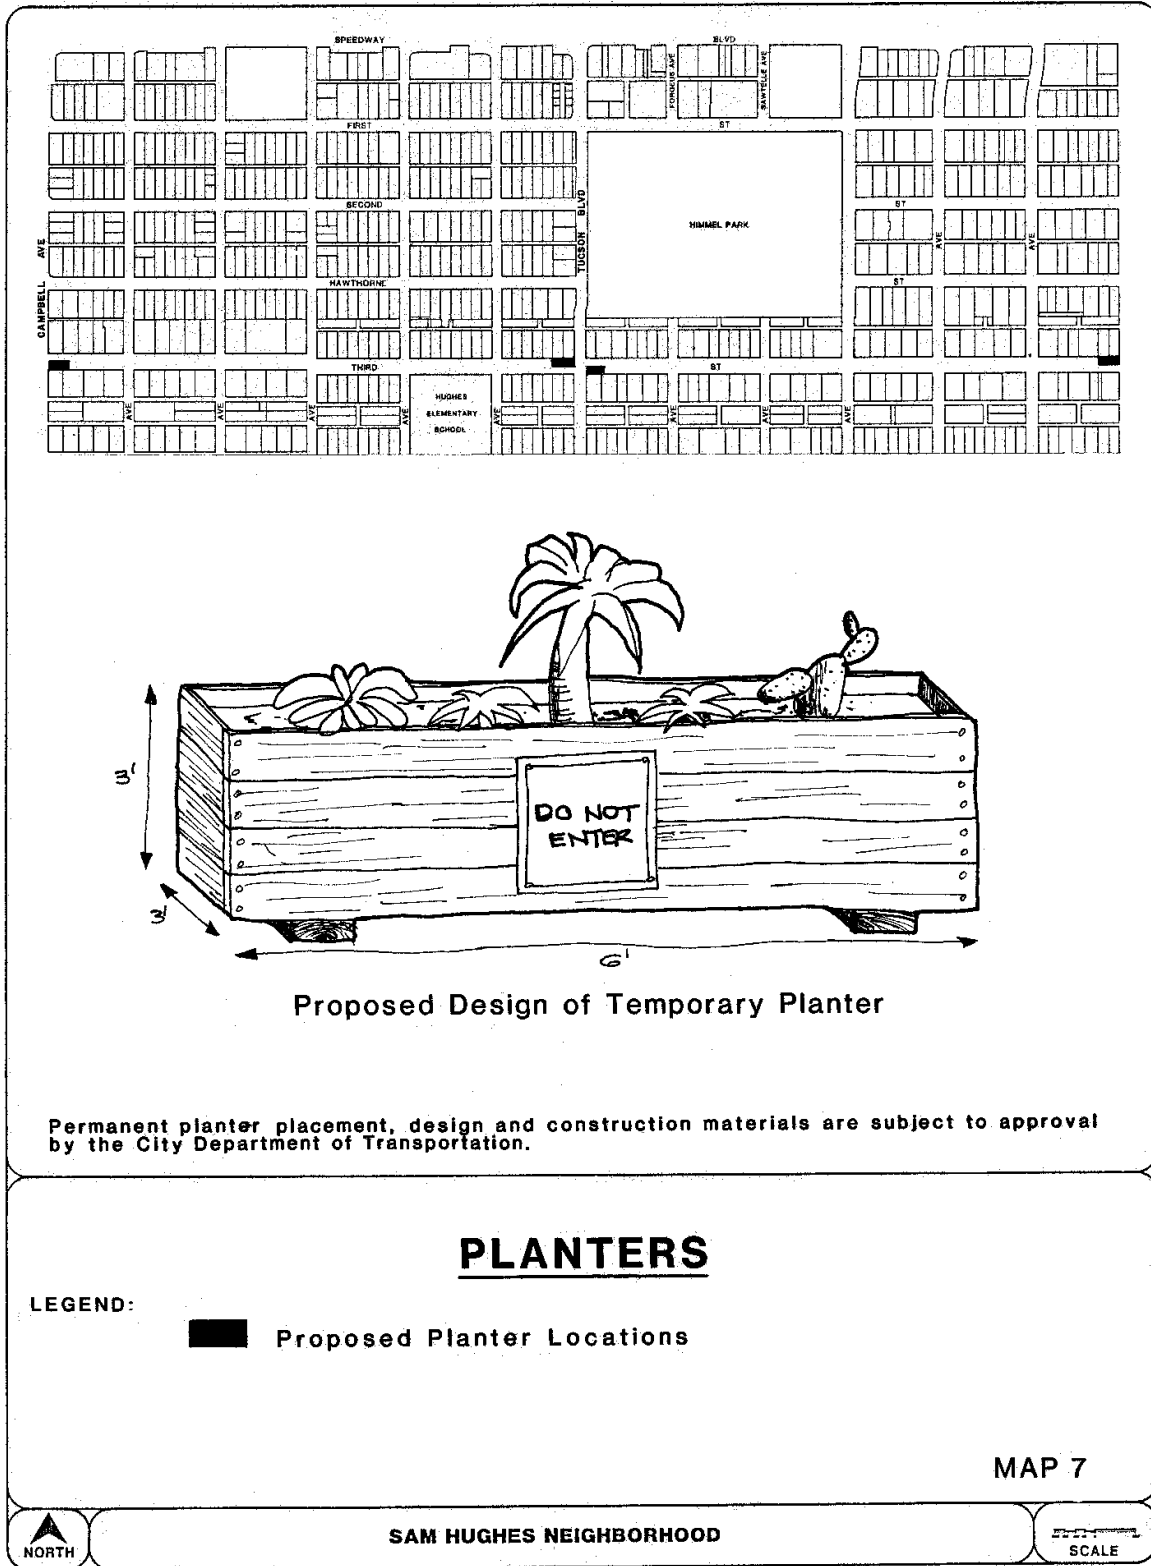 SPEEDWAY BLVD
FOROKUS AVE
SAWTELLE AVE
FIRST ST
SECOND ST
HIMMEL PARK
TUCSON BLVD
CAMPBELL AVE
AVE
AVE
HAWTHORNE ST
THIRD ST
HUGHES
ELEMENTARY
SCHOOL
AVE
AVE
AVE
AVE
AVE
AVE
AVE
AVE
3'
3'
6'
DO NOT
ENTER
Proposed Design of Temporary Planter
Permanent planter placement, design and construction materials are subject to approval
by the City Department of Transportation.
PLANTERS
LEGEND:
Proposed Planter Locations
MAP 7
NORTH
SAM HUGHES NEIGHBORHOOD
SCALE